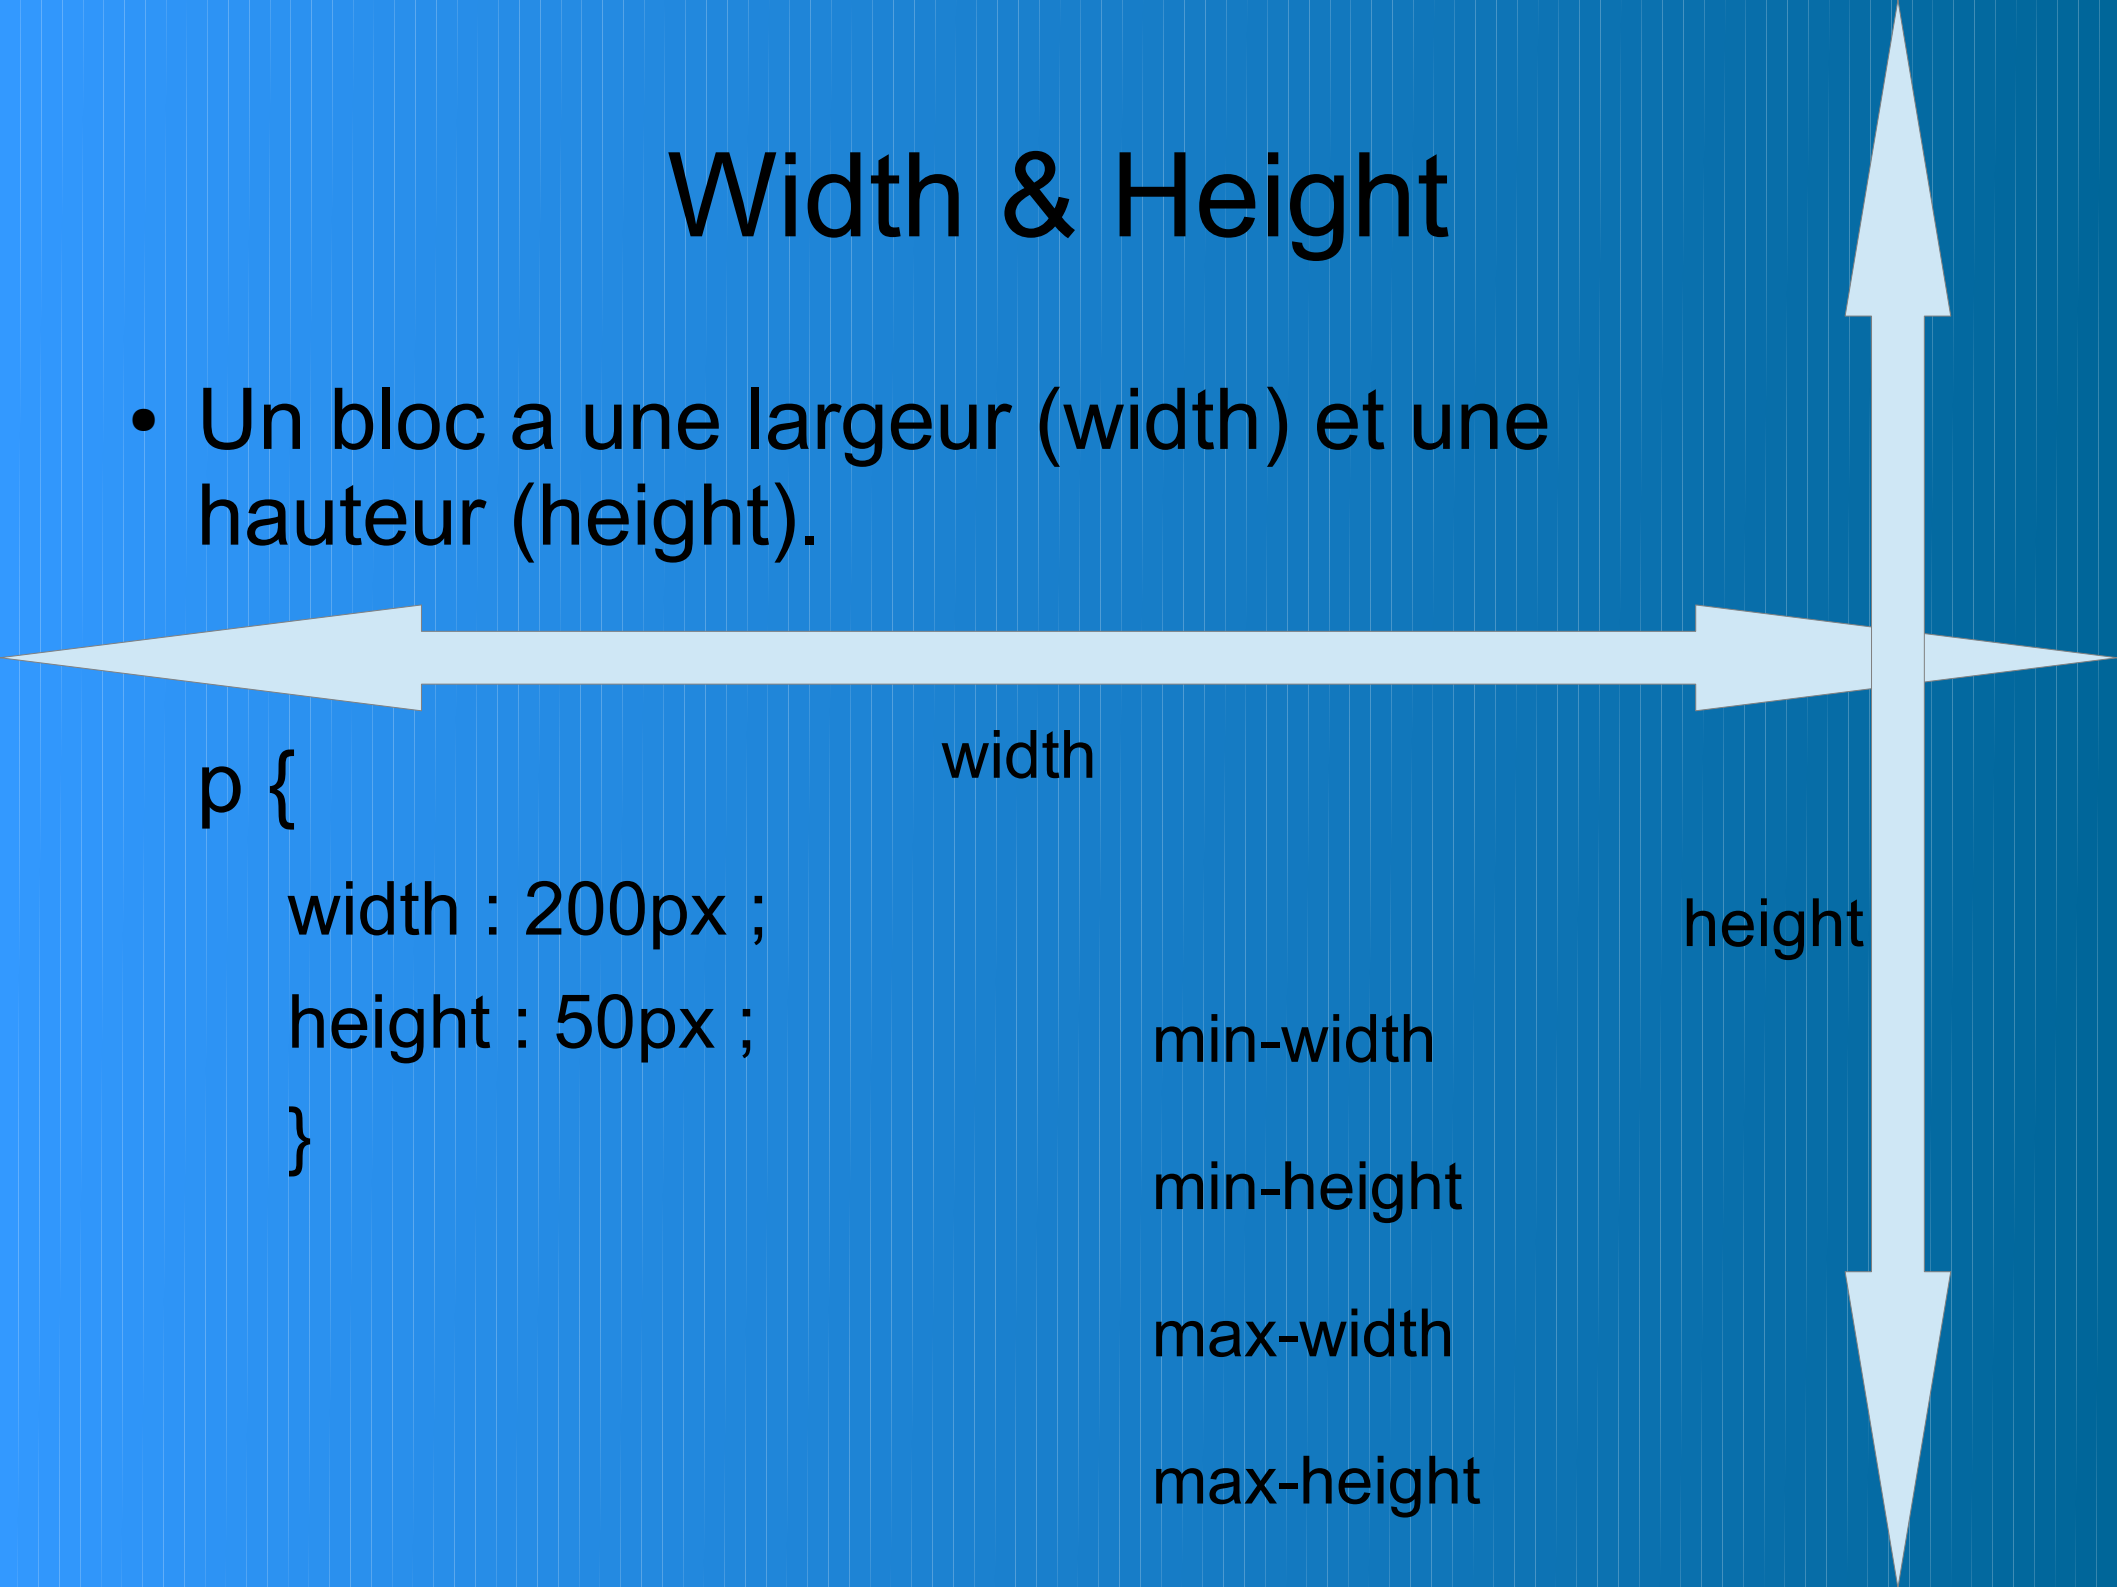 Width & Height
• Un bloc a une largeur (width) et une
hauteur (height).
width
p {
width : 200px ;
height : 50px ;
}
height
min-width
min-height
max-width
max-height